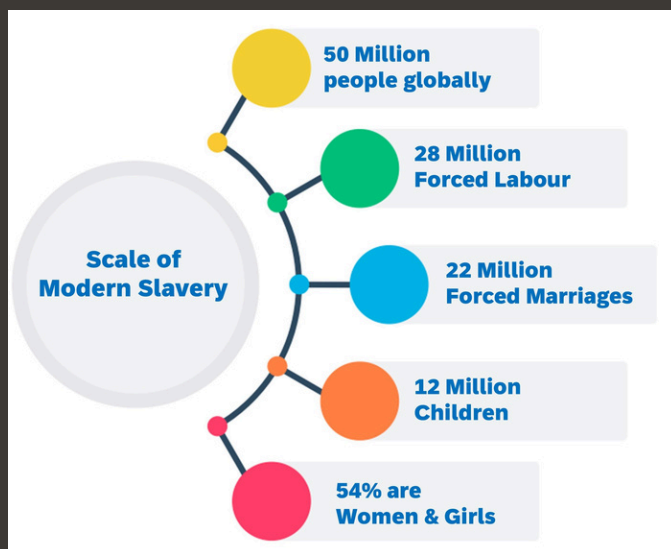 50 Million
people globally
28 Million
Forced Labour
Scale of
Modern Slavery
22 Million
Forced Marriages
12 Million
Children
54% are
Women & Girls